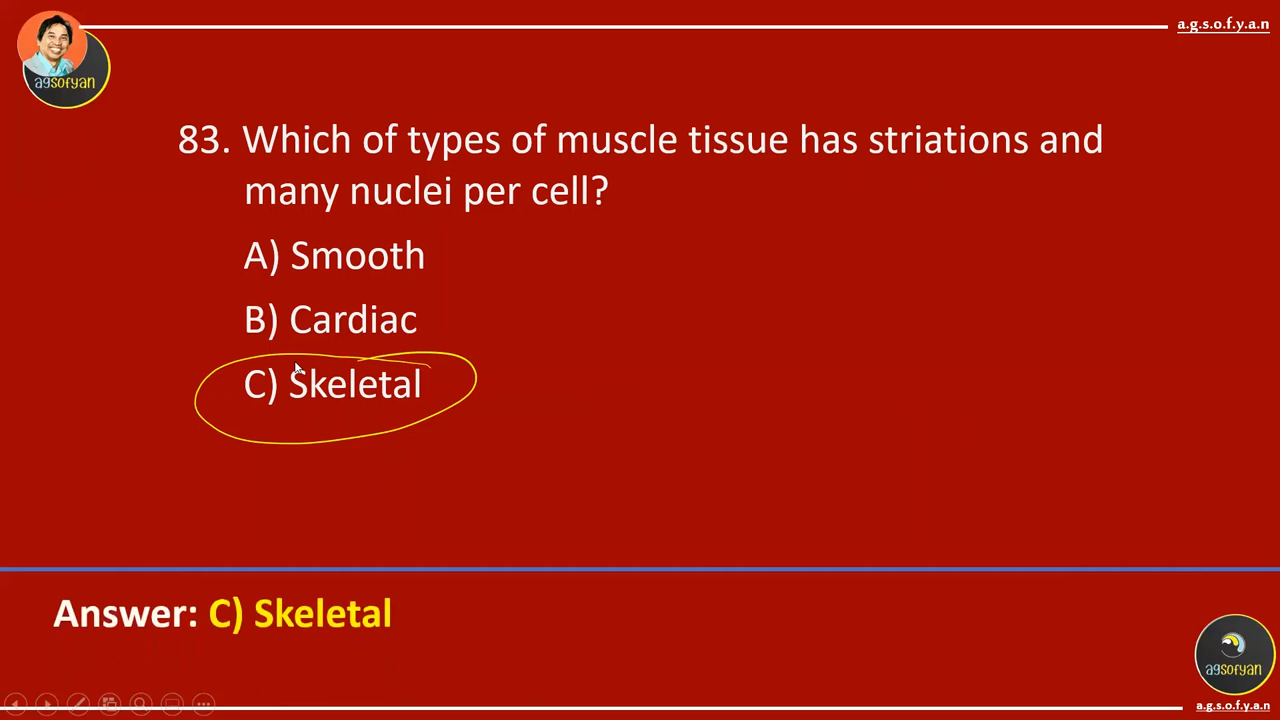 a.g.s.o.f.y.a.n
agsofyan
83. Which of types of muscle tissue has striations and
many nuclei per cell?
A) Smooth
B) Cardiac
C) Skeletal
Answer: C) Skeletal
agsofyan
a.g.s.o.f.y.a.n